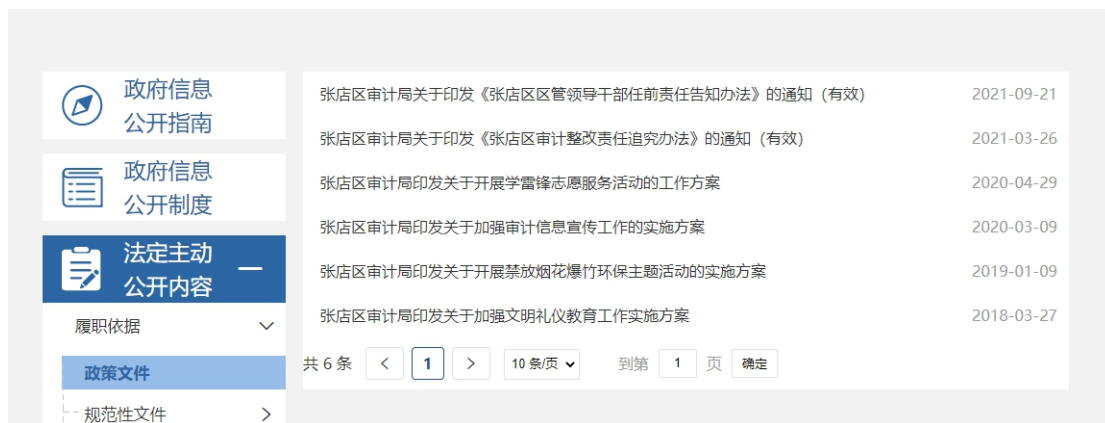 政府信息
公开指南
政府信息
公开制度
法定主动
公开内容
履职依据
政策文件
规范性文件
张店区审计局关于印发《张店区区管领导干部任前责任告知办法》的通知（有效） 2021-09-21
张店区审计局关于印发《张店区审计整改责任追究办法》的通知（有效） 2021-03-26
张店区审计局印发关于开展学雷锋志愿服务活动的工作方案 2020-04-29
张店区审计局印发关于加强审计信息宣传工作的实施方案 2020-03-09
张店区审计局印发关于开展禁放烟花爆竹环保主题活动的实施方案 2019-01-09
张店区审计局印发关于加强文明礼仪教育工作实施方案 2018-03-27
共 6 条 < 1 > 10 条/页 到第 1 页 确定